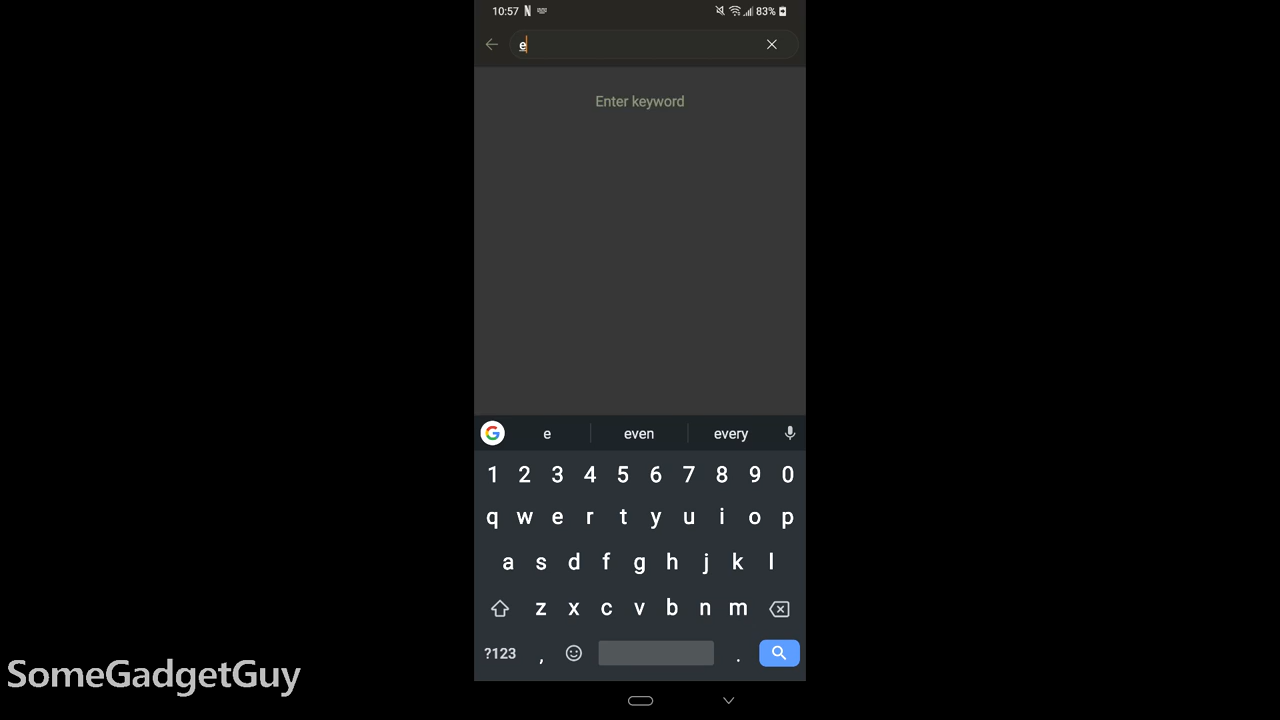 10:57 N 83%
e
Enter keyword
G e even every
1 2 3 4 5 6 7 8 9 0
q w e r t y u i o p
a s d f g h j k l
z x c v b n m
?123 , .
SomeGadgetGuy